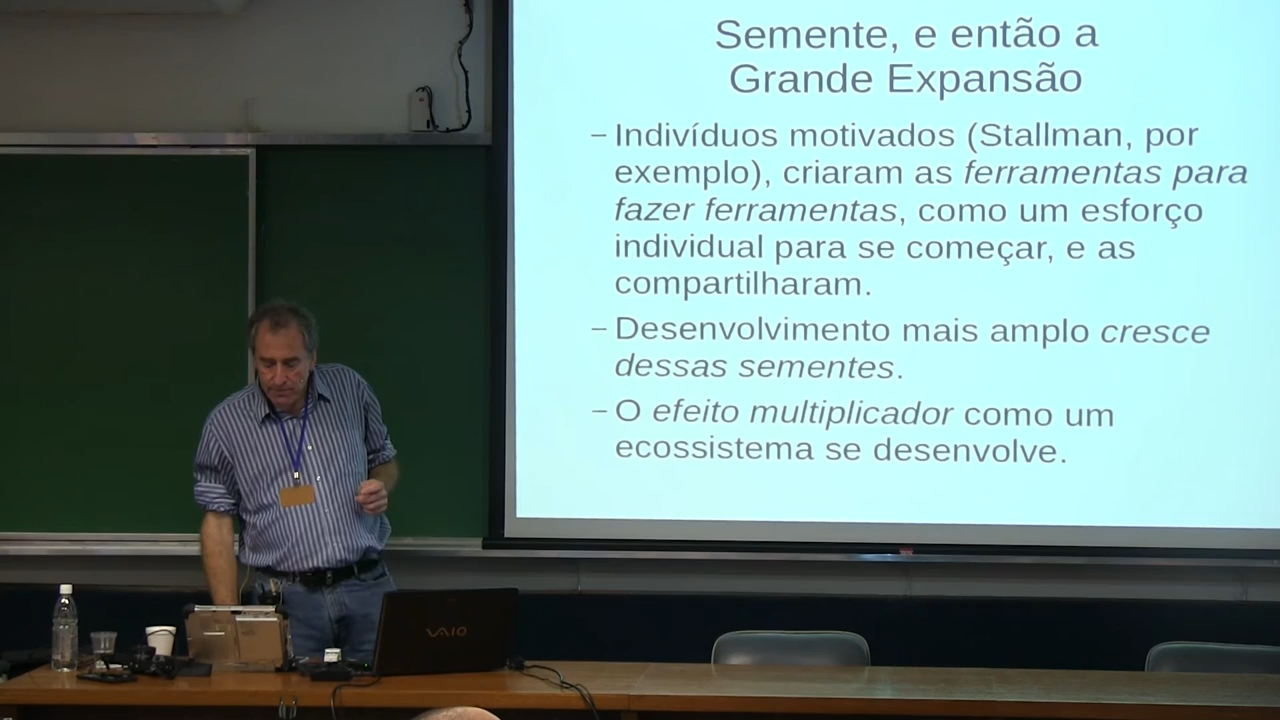 Semente, e então a
Grande Expansão
– Indivíduos motivados (Stallman, por
exemplo), criaram as ferramentas para
fazer ferramentas, como um esforço
individual para se começar, e as
compartilharam.
– Desenvolvimento mais amplo cresce
dessas sementes.
– O efeito multiplicador como um
ecossistema se desenvolve.
VAIO